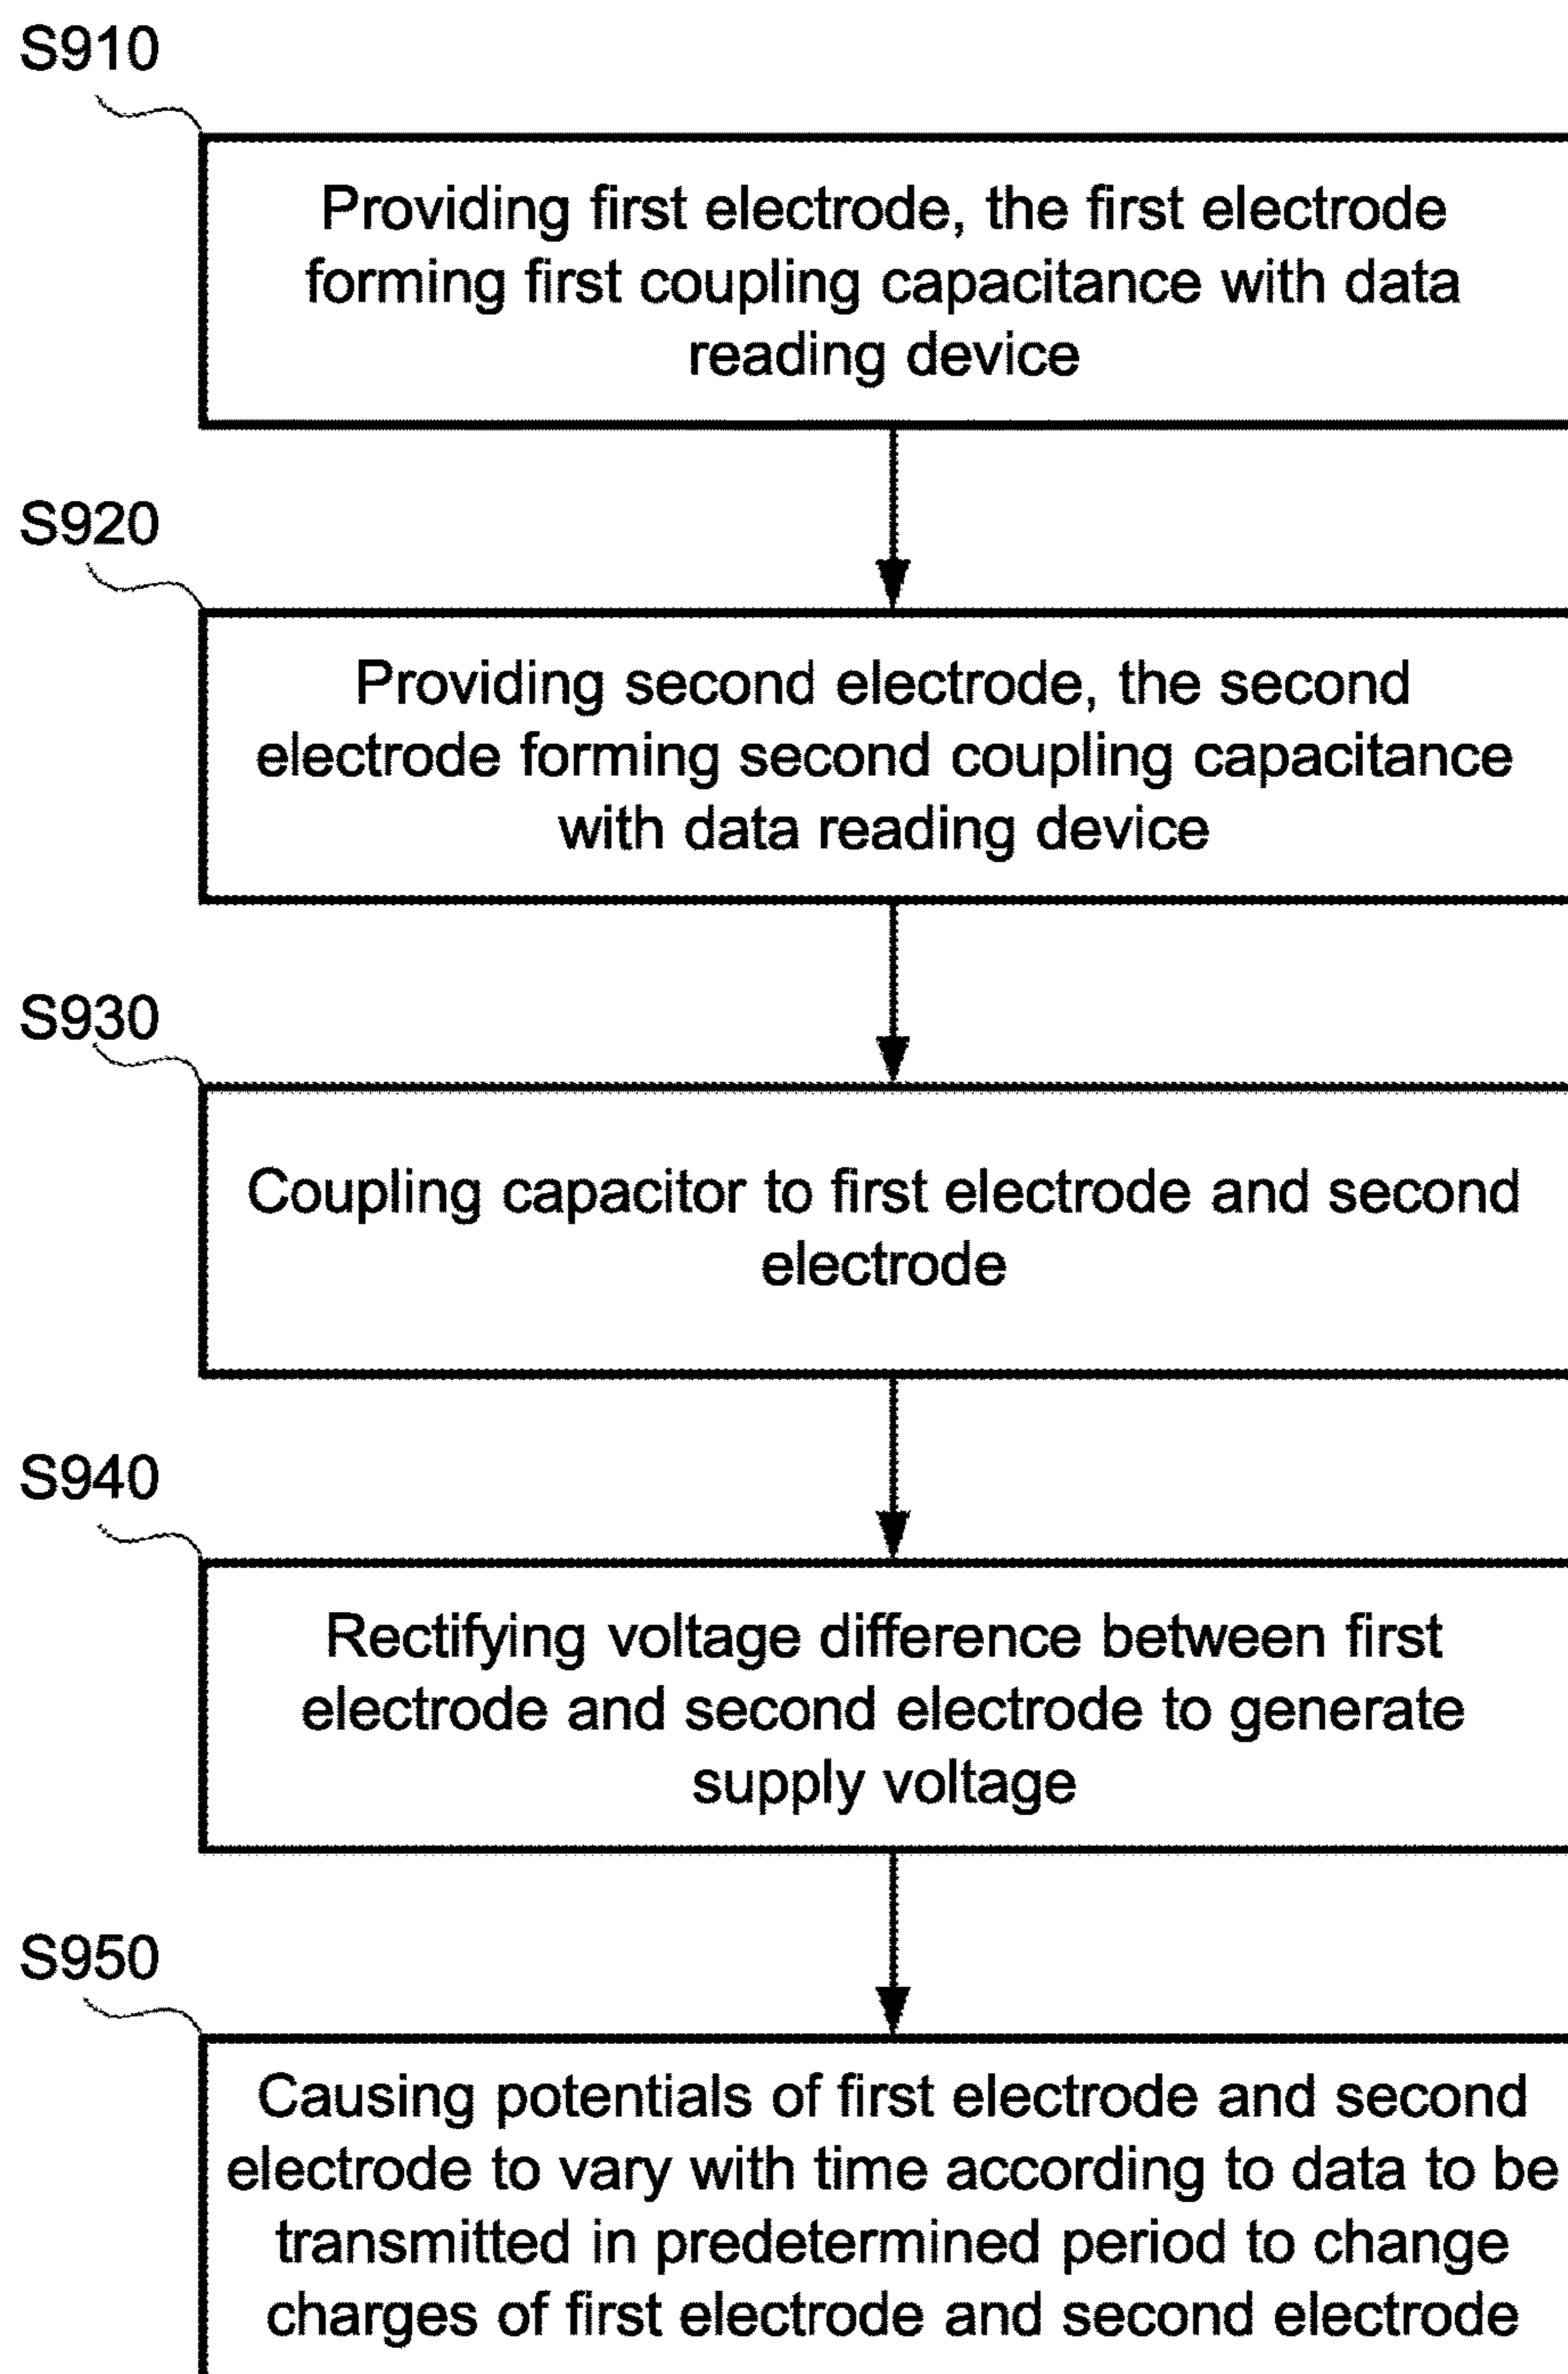 S910
Providing first electrode, the first electrode
forming first coupling capacitance with data
reading device
S920
Providing second electrode, the second
electrode forming second coupling capacitance
with data reading device
S930
Coupling capacitor to first electrode and second
electrode
S940
Rectifying voltage difference between first
electrode and second electrode to generate
supply voltage
S950
Causing potentials of first electrode and second
electrode to vary with time according to data to be
transmitted in predetermined period to change
charges of first electrode and second electrode